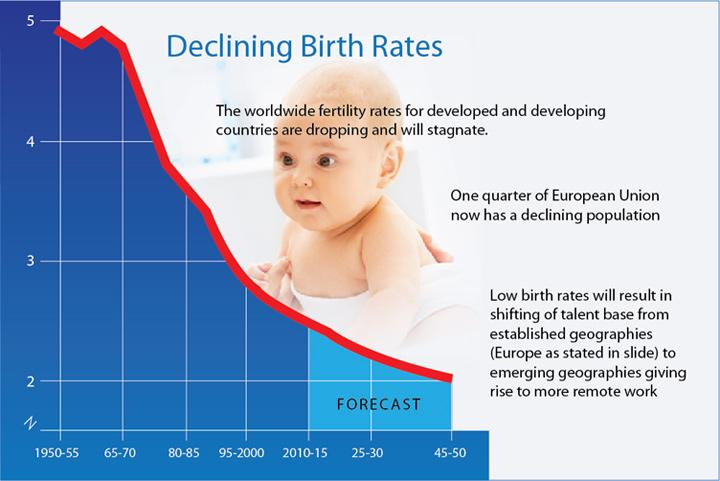 Declining Birth Rates
The worldwide fertility rates for developed and developing
countries are dropping and will stagnate.
One quarter of European Union
now has a declining population
Low birth rates will result in
shifting of talent base from
established geographies
(Europe as stated in slide) to
emerging geographies giving
rise to more remote work
5
4
3
2
FORECAST
1950-55 65-70 80-85 95-2000 2010-15 25-30 45-50